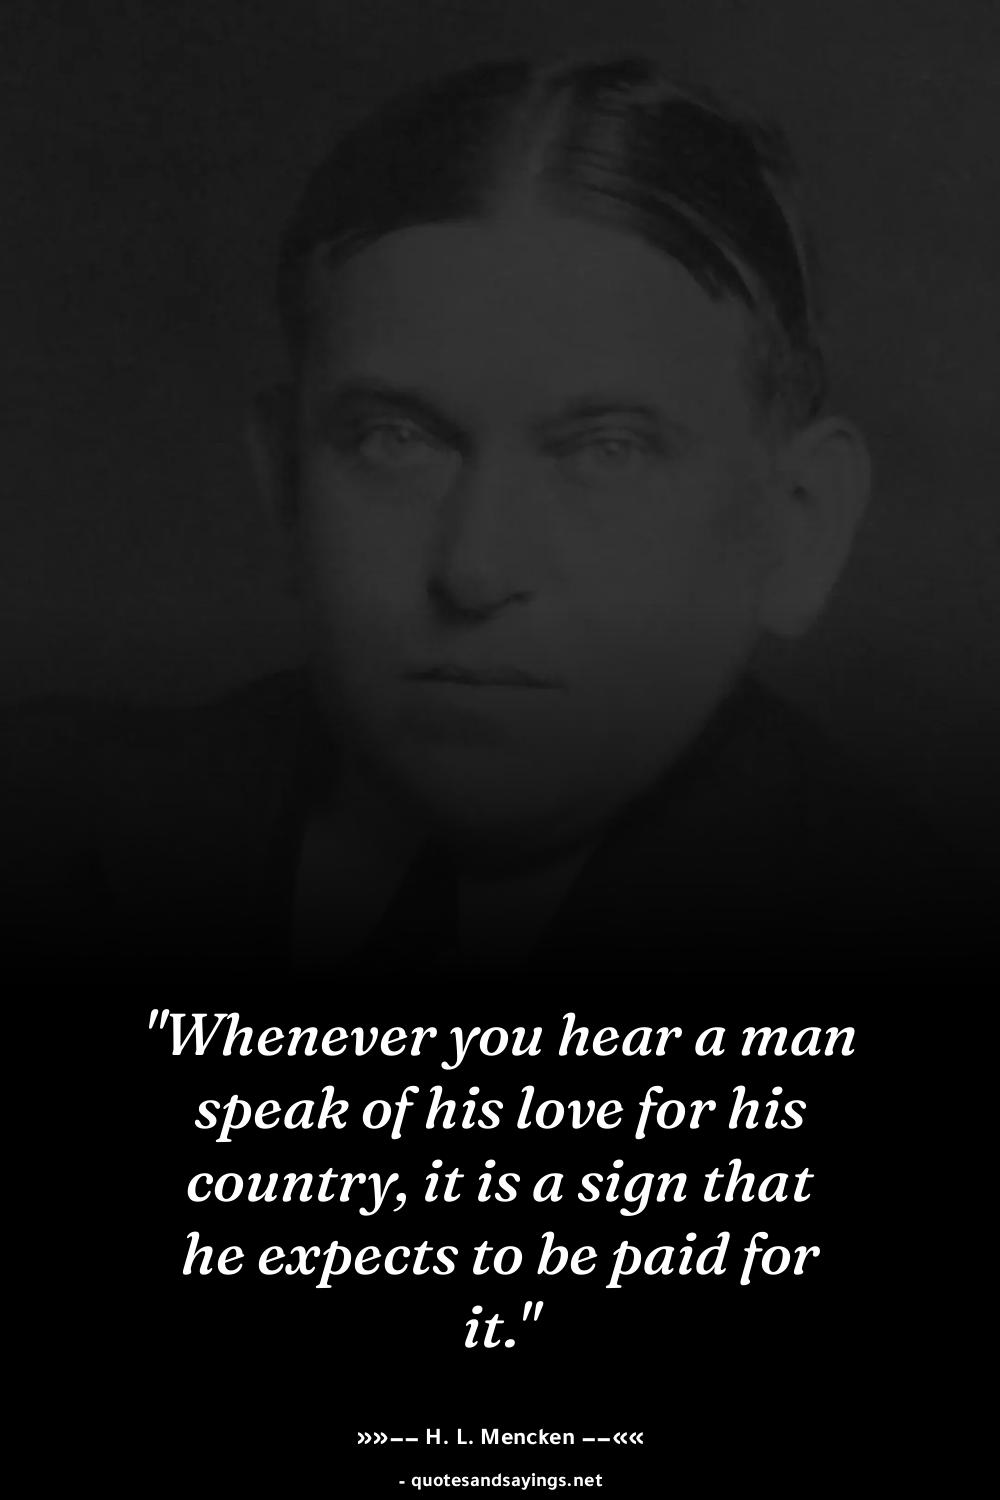 "Whenever you hear a man
speak of his love for his
country, it is a sign that
he expects to be paid for
it."
»»−− H. L. Mencken −−««
- quotesandsayings.net